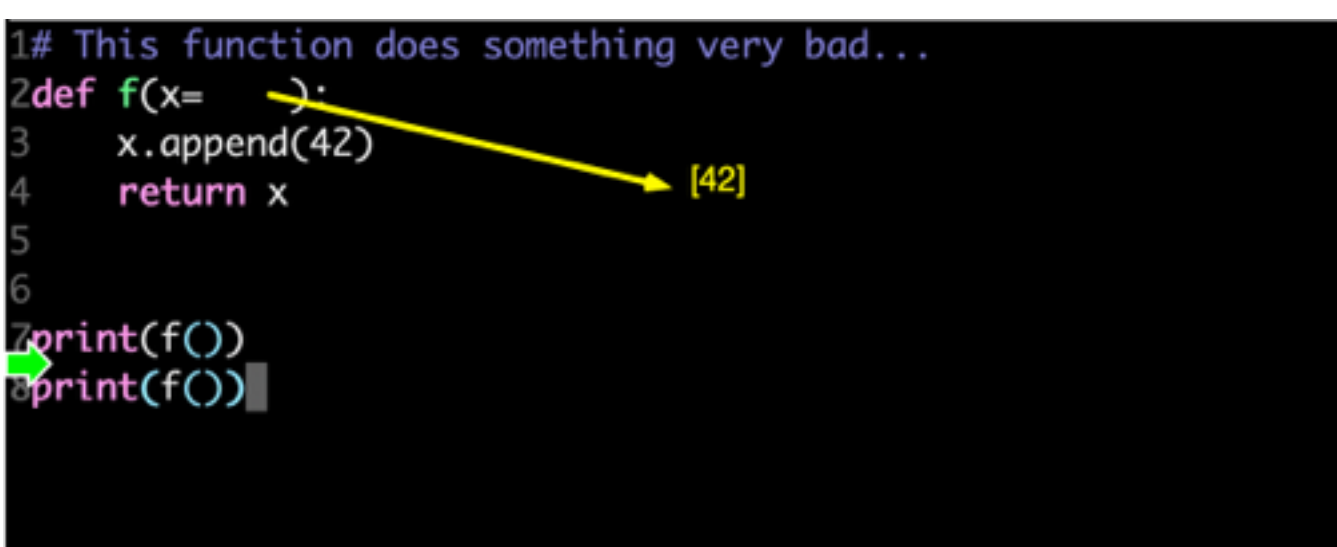 1# This function does something very bad...
2def f(x=    ):
3    x.append(42)
4    return x
[42]
5
6
7print(f())
8print(f())